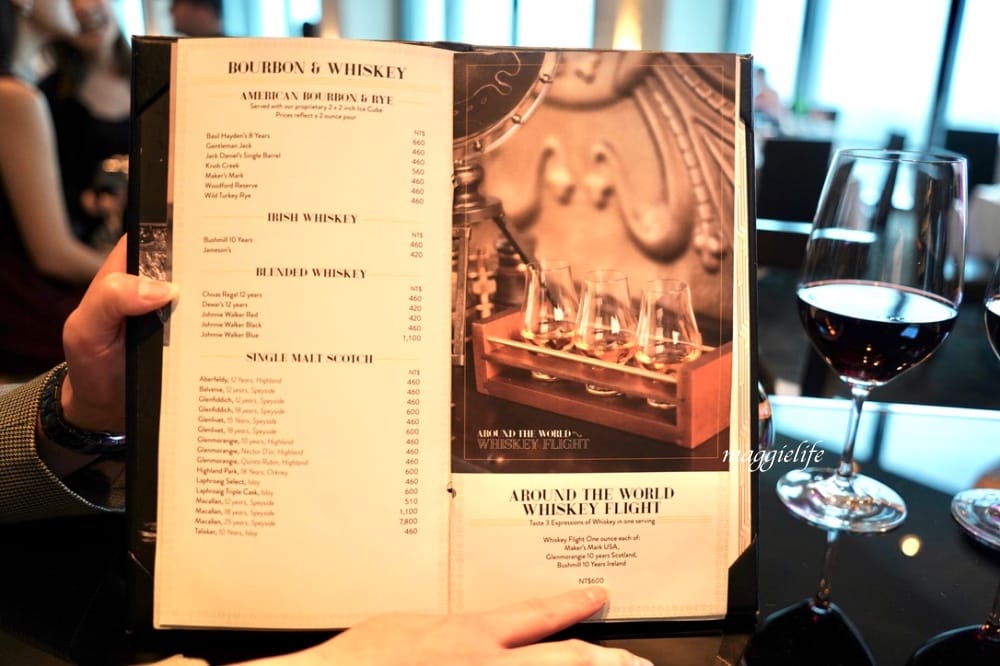 BOURBON & WHISKEY
AMERICAN BOURBON & RYE
Served with our proprietary 2 x 2 inch Ice Cube
Prices reflect a 2 ounce pour
NT$
Basil Hayden's 8 Years 660
Gentleman Jack 460
Jack Daniel's Single Barrel 460
Knob Creek 560
Maker's Mark 460
Woodford Reserve 460
Wild Turkey Rye 460
IRISH WHISKEY
NT$
Bushmill 10 Years 460
Jameson's 420
BLENDED WHISKEY
NT$
Chivas Regal 12 years 460
Dewar's 12 years 420
Johnnie Walker Red 420
Johnnie Walker Black 460
Johnnie Walker Blue 1,100
SINGLE MALT SCOTCH
NT$
Aberfeldy, 12 Years, Highland 460
Balvenie, 12 years, Speyside 460
Glenfiddich, 12 years, Speyside 460
Glenfiddich, 18 years, Speyside 600
Glenlivet, 15 Years, Speyside 460
Glenlivet, 18 years, Speyside 600
Glenmorangie, 10 years, Highland 460
Glenmorangie, Nectar D'or, Highland 460
Glenmorangie, Quinta Ruban, Highland 460
Highland Park, 18 Years, Orkney 600
Laphroaig Select, Islay 460
Laphroaig Triple Cask, Islay 600
Macallan, 12 years, Speyside 510
Macallan, 18 years, Speyside 1,100
Macallan, 25 years, Speyside 7,800
Talisker, 10 Years, Islay 460
AROUND THE WORLD
WHISKEY FLIGHT
maggielife
AROUND THE WORLD
WHISKEY FLIGHT
Taste 3 Expressions of Whiskey in one serving
Whiskey Flight One ounce each of:
Maker's Mark USA,
Glenmorangie 10 years Scotland,
Bushmill 10 Years Ireland
NT$600